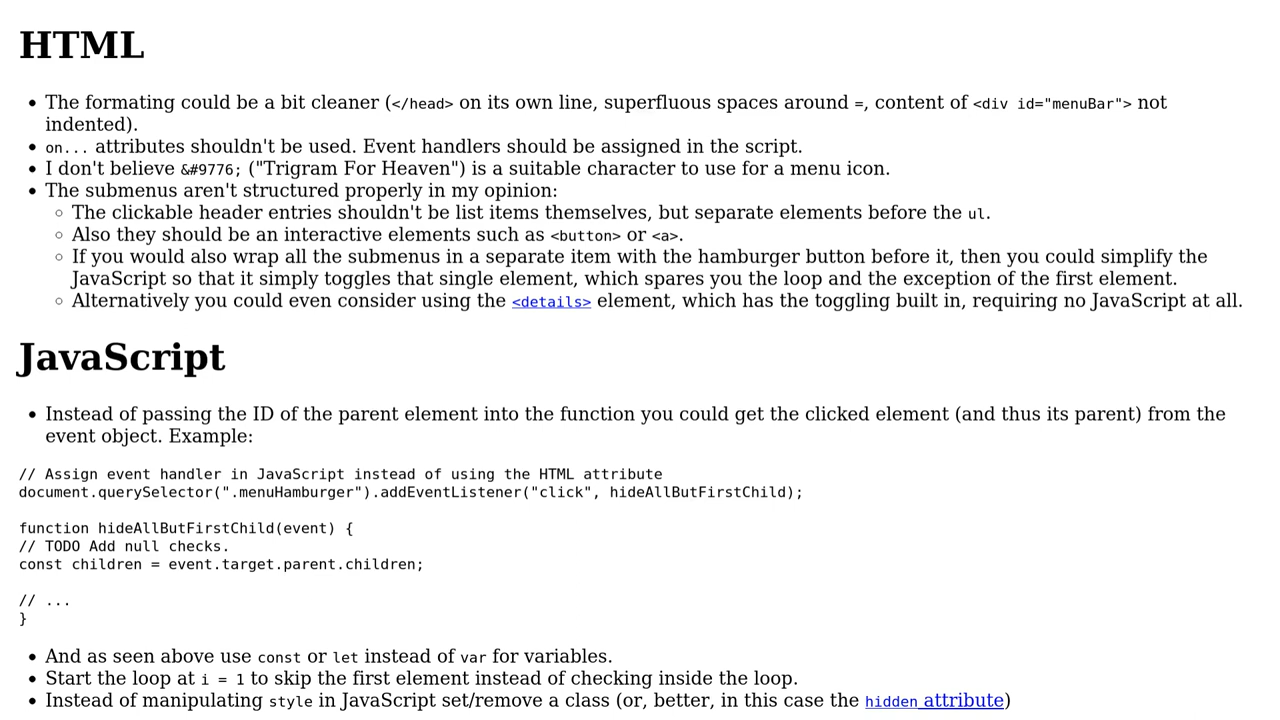 HTML
• The formating could be a bit cleaner (</head> on its own line, superfluous spaces around =, content of <div id="menuBar"> not
indented).
• on... attributes shouldn't be used. Event handlers should be assigned in the script.
• I don't believe &#9776; ("Trigram For Heaven") is a suitable character to use for a menu icon.
• The submenus aren't structured properly in my opinion:
◦ The clickable header entries shouldn't be list items themselves, but separate elements before the ul.
◦ Also they should be an interactive elements such as <button> or <a>.
◦ If you would also wrap all the submenus in a separate item with the hamburger button before it, then you could simplify the
JavaScript so that it simply toggles that single element, which spares you the loop and the exception of the first element.
◦ Alternatively you could even consider using the <details> element, which has the toggling built in, requiring no JavaScript at all.
JavaScript
• Instead of passing the ID of the parent element into the function you could get the clicked element (and thus its parent) from the
event object. Example:
// Assign event handler in JavaScript instead of using the HTML attribute
document.querySelector(".menuHamburger").addEventListener("click", hideAllButFirstChild);
function hideAllButFirstChild(event) {
// TODO Add null checks.
const children = event.target.parent.children;
// ...
}
• And as seen above use const or let instead of var for variables.
• Start the loop at i = 1 to skip the first element instead of checking inside the loop.
• Instead of manipulating style in JavaScript set/remove a class (or, better, in this case the hidden attribute)